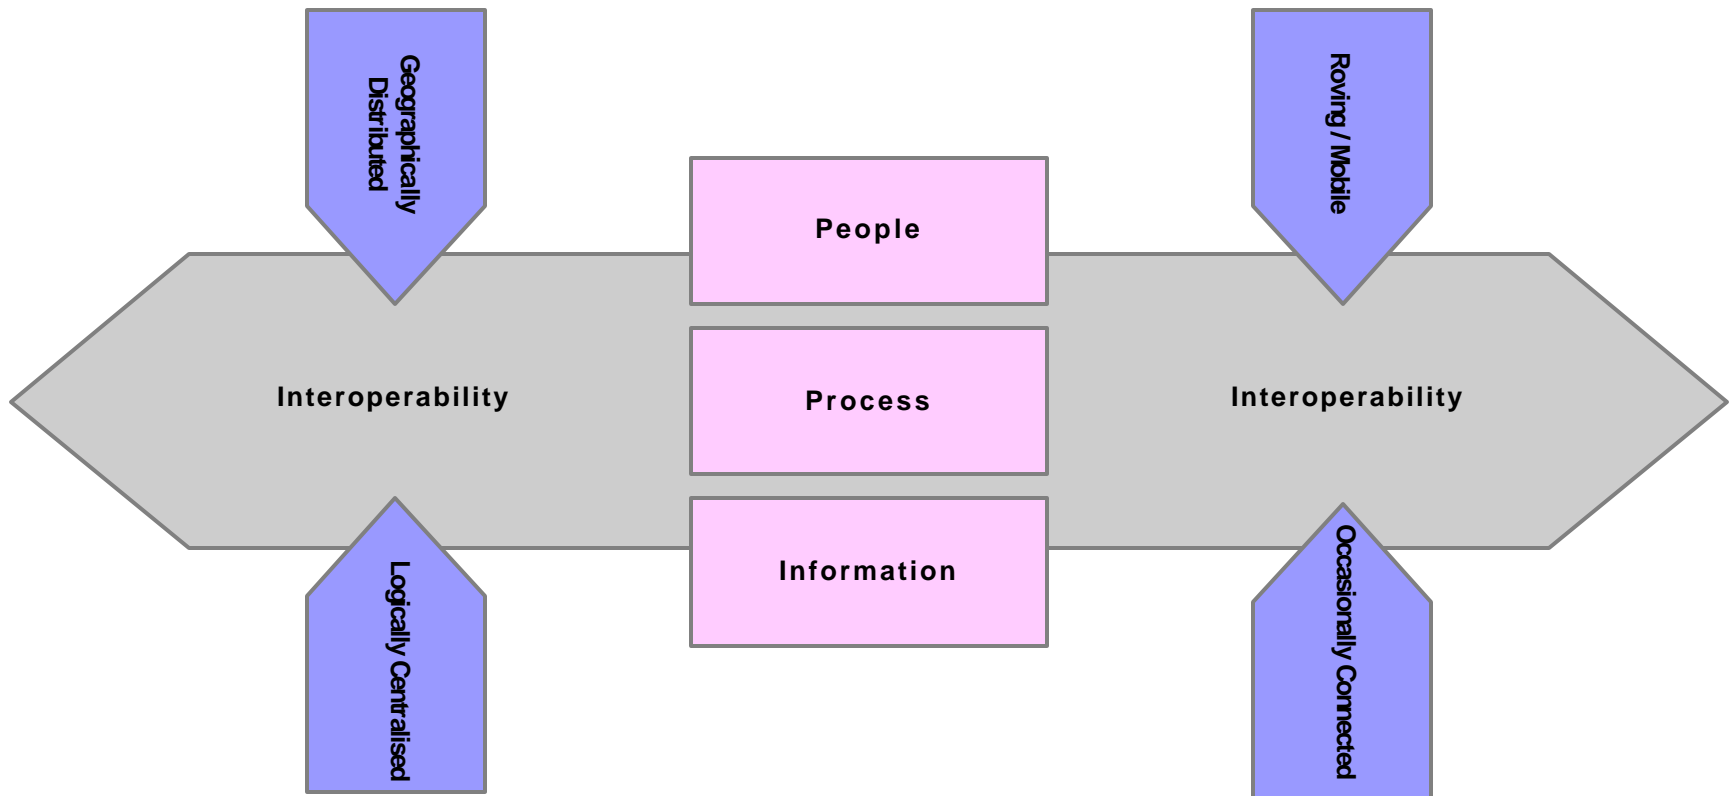 Geographically
Distributed
Roving / Mobile
People
Interoperability
Process
Interoperability
Information
Logically Centralised
Occasionally Connected